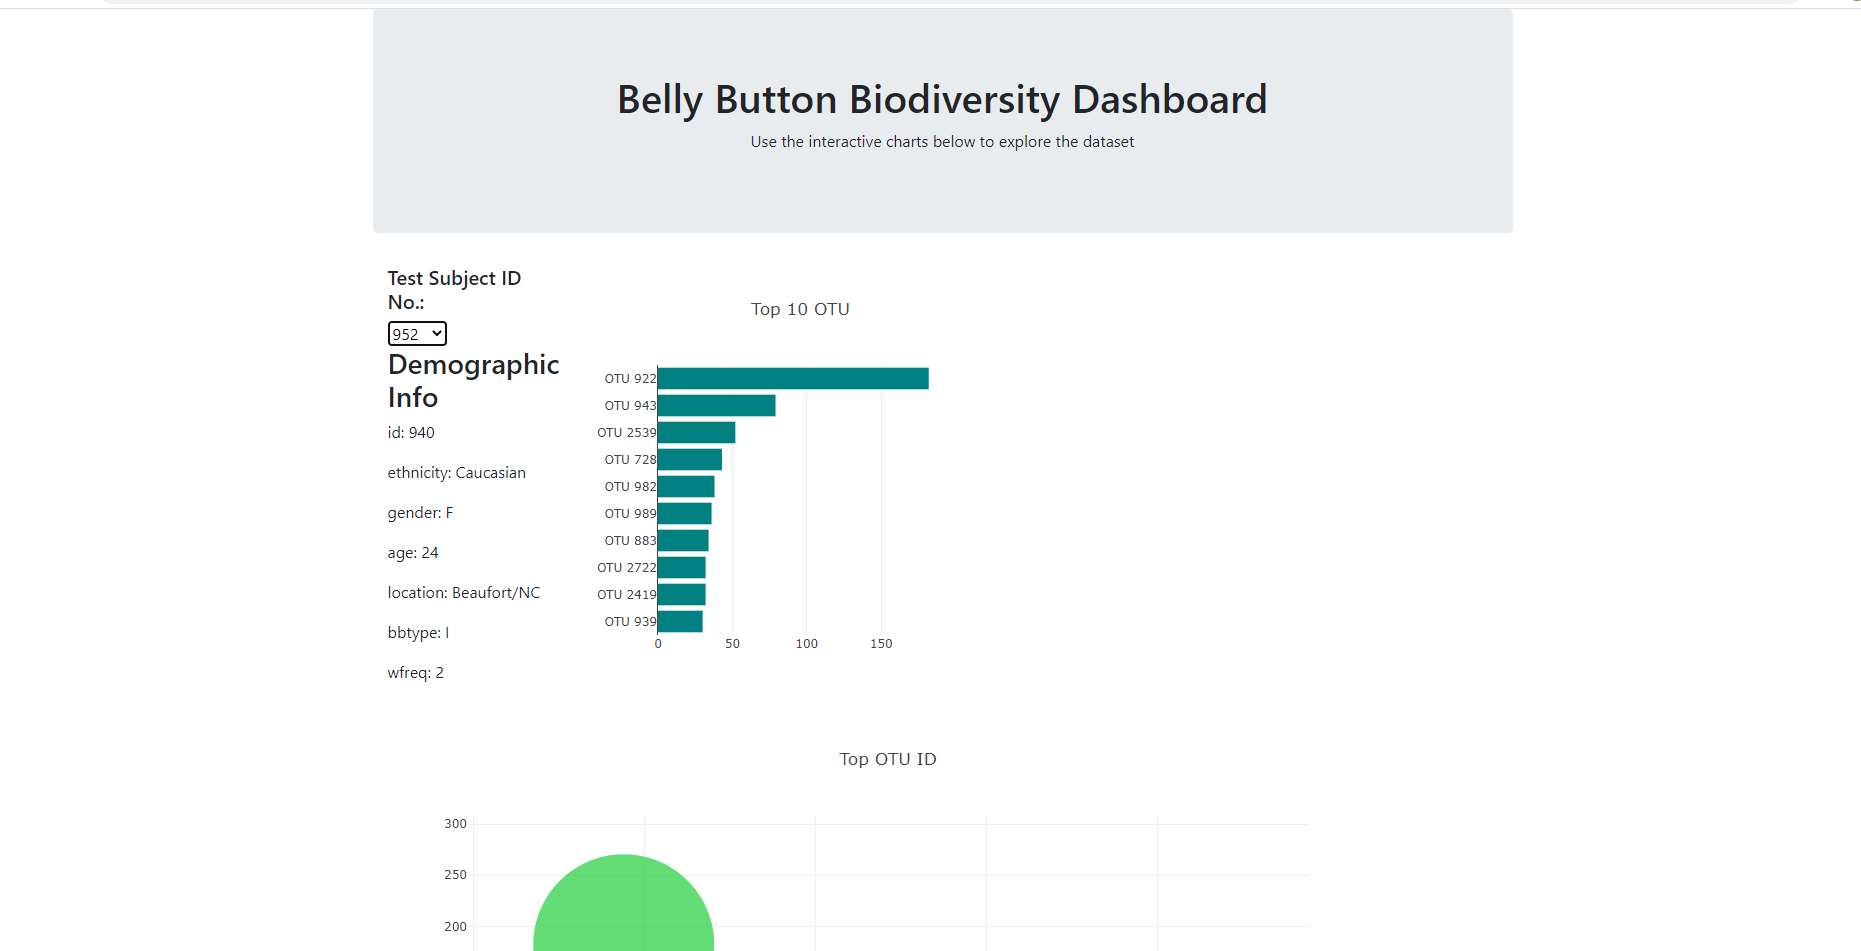 Belly Button Biodiversity Dashboard
Use the interactive charts below to explore the dataset
Test Subject ID
No.:
952
Demographic
Info
id: 940
ethnicity: Caucasian
gender: F
age: 24
location: Beaufort/NC
bbtype: I
wfreq: 2
Top 10 OTU
OTU 922
OTU 943
OTU 2539
OTU 728
OTU 982
OTU 989
OTU 883
OTU 2722
OTU 2419
OTU 939
0 50 100 150
Top OTU ID
300
250
200